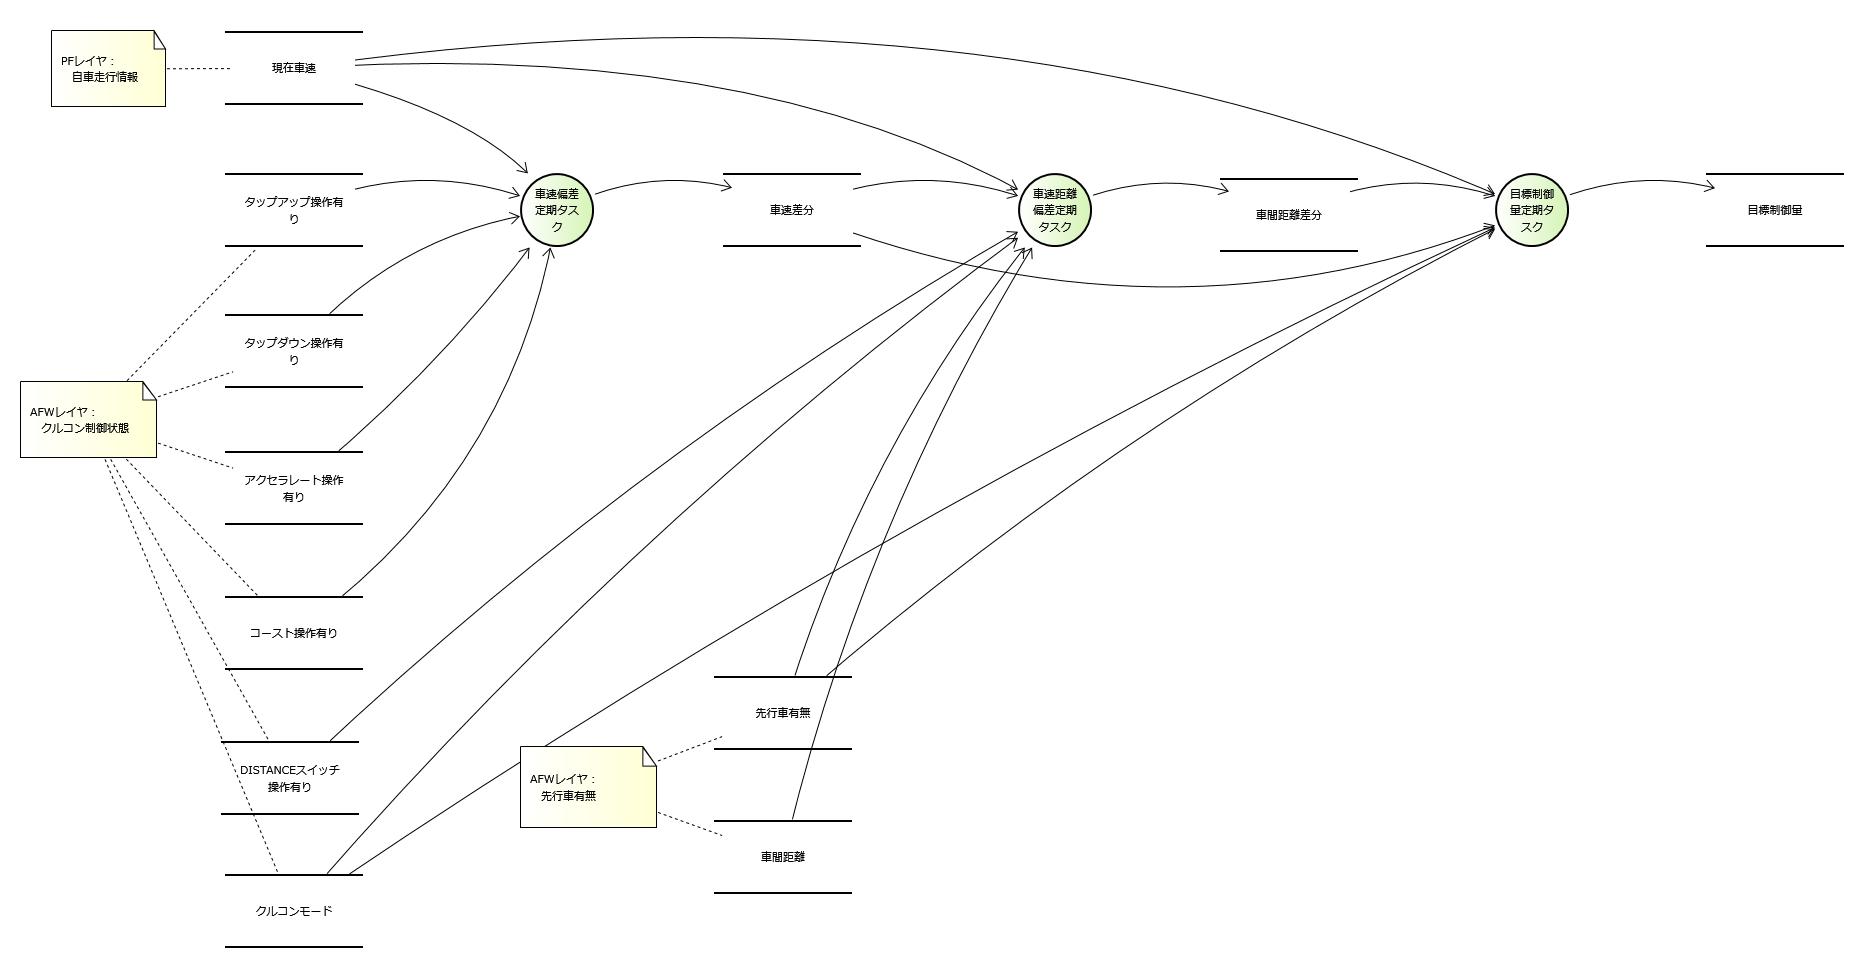 PFレイヤ：
自車走行情報
現在車速
タップアップ操作有
り
車速偏差
定期タス
ク
車速差分
車速距離
偏差定期
タスク
車間距離差分
目標制御
量定期タ
スク
目標制御量
タップダウン操作有
り
AFWレイヤ：
クルコン制御状態
アクセラレート操作
有り
コースト操作有り
DISTANCEスイッチ
操作有り
先行車有無
AFWレイヤ：
先行車有無
車間距離
クルコンモード